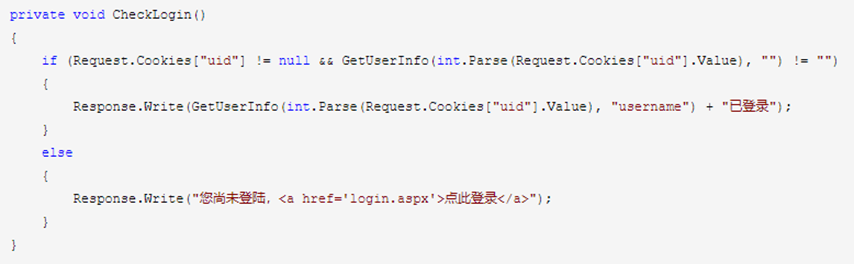 private void CheckLogin()
{
    if (Request.Cookies["uid"] != null && GetUserInfo(int.Parse(Request.Cookies["uid"].Value), "") != "")
    {
        Response.Write(GetUserInfo(int.Parse(Request.Cookies["uid"].Value), "username") + "已登录");
    }
    else
    {
        Response.Write("您尚未登陆，<a href='login.aspx'>点此登录</a>");
    }
}